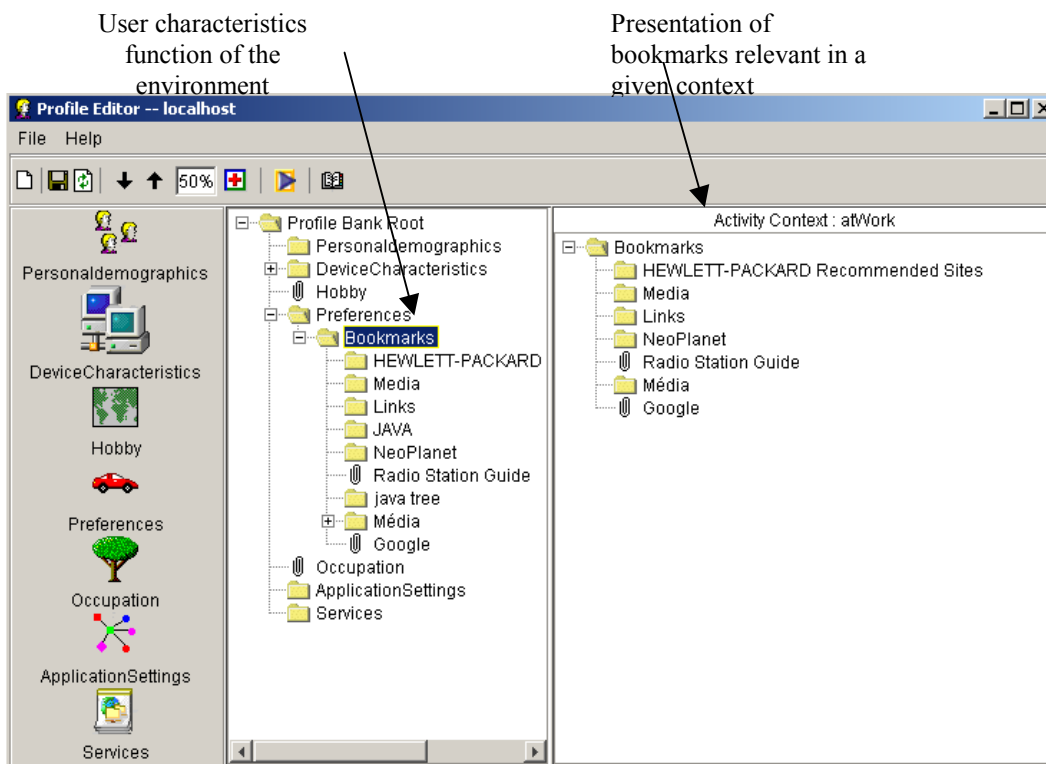 User characteristics
function of the
environment
Presentation of
bookmarks relevant in a
given context
Profile Editor -- localhost
File Help
50%
Personaldemographics
DeviceCharacteristics
Hobby
Preferences
Occupation
ApplicationSettings
Services
Profile Bank Root
Personaldemographics
DeviceCharacteristics
Hobby
Preferences
Bookmarks
HEWLETT-PACKARD
Media
Links
JAVA
NeoPlanet
Radio Station Guide
java tree
Média
Google
Occupation
ApplicationSettings
Services
Activity Context : atWork
Bookmarks
HEWLETT-PACKARD Recommended Sites
Media
Links
NeoPlanet
Radio Station Guide
Média
Google